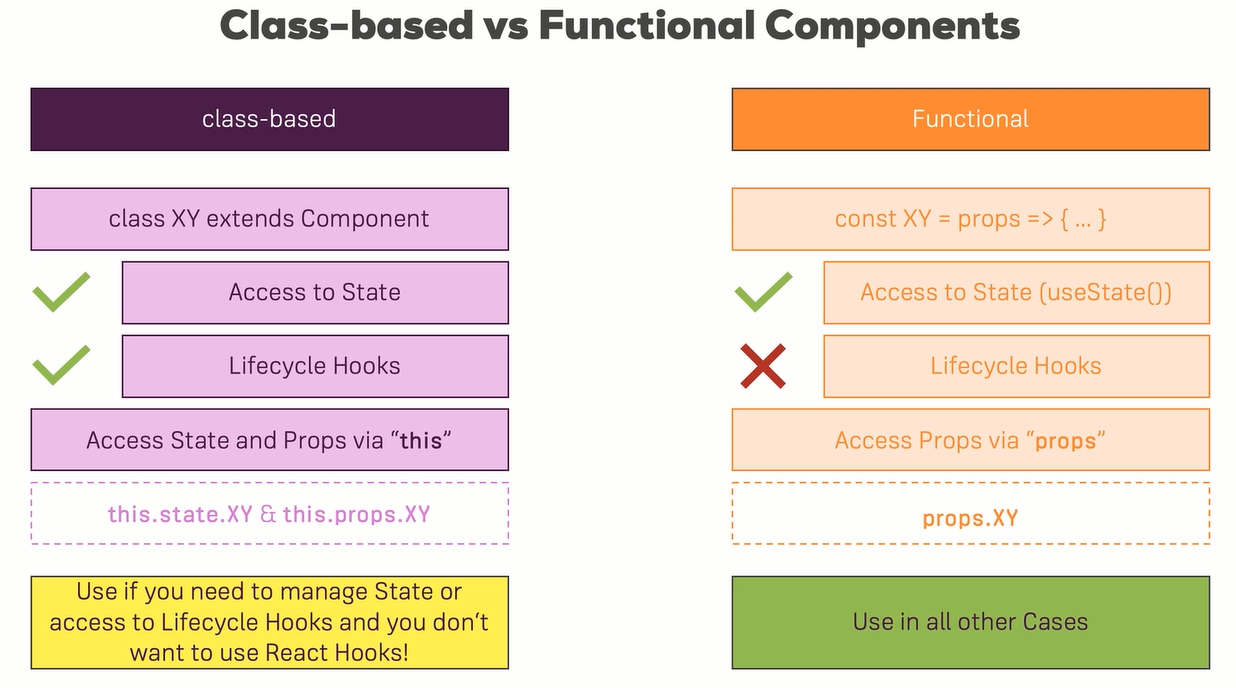 Class-based vs Functional Components
class-based
class XY extends Component
Access to State
Lifecycle Hooks
Access State and Props via “this”
this.state.XY & this.props.XY
Use if you need to manage State or
access to Lifecycle Hooks and you don’t
want to use React Hooks!
Functional
const XY = props => { … }
Access to State (useState())
Lifecycle Hooks
Access Props via “props”
props.XY
Use in all other Cases